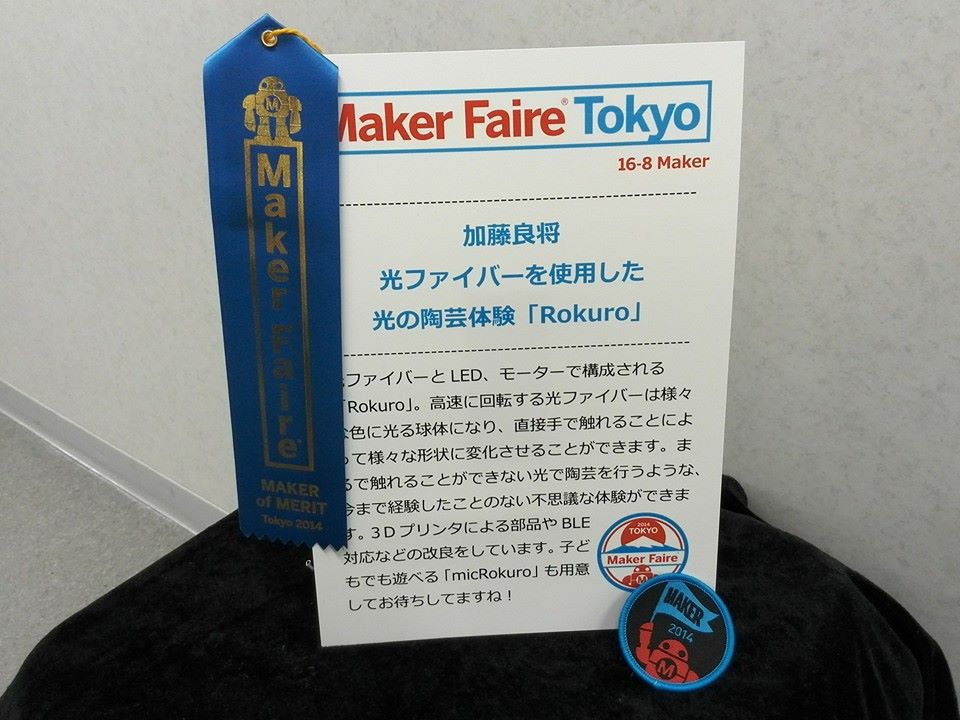 M
Maker Faire
MAKER
of MERIT
Tokyo 2014
Maker Faire® Tokyo
16-8 Maker
加藤良将
光ファイバーを使用した
光の陶芸体験「Rokuro」
ファイバーとLED、モーターで構成される
「Rokuro」。高速に回転する光ファイバーは様々
色に光る球体になり、直接手で触れることによ
て様々な形状に変化させることができます。ま
で触れることができない光で陶芸を行うような、
今まで経験したことのない不思議な体験ができま
す。3Dプリンタによる部品や BLE
対応などの改良をしています。子ど
もでも遊べる「micRokuro」も用意
してお待ちしてますね！
2014
TOKYO
Maker Faire
MAKER
2014
M